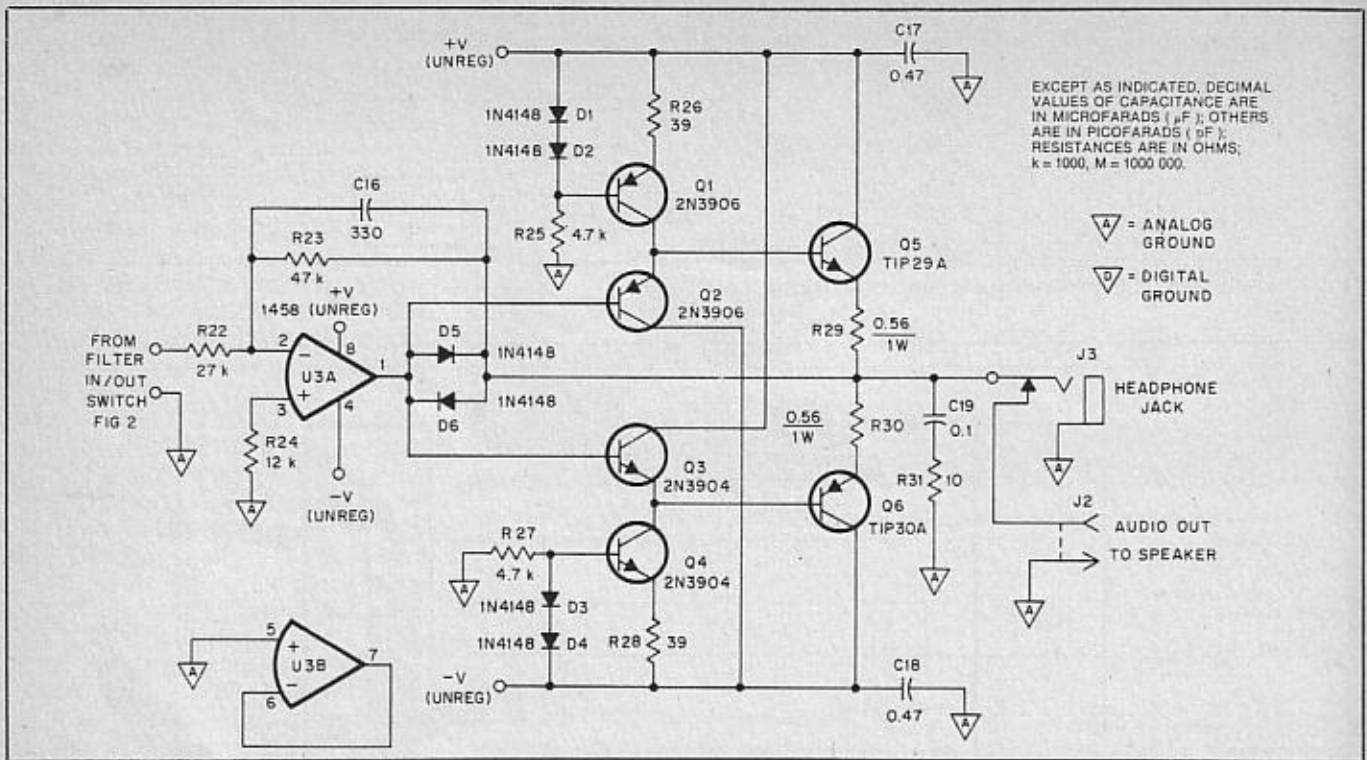 +V
(UNREG)
C17
0.47
A
EXCEPT AS INDICATED, DECIMAL
VALUES OF CAPACITANCE ARE
IN MICROFARADS (µF); OTHERS
ARE IN PICOFARADS (pF);
RESISTANCES ARE IN OHMS;
k = 1000, M = 1000 000.
A = ANALOG
GROUND
D = DIGITAL
GROUND
1N4148 D1
1N4148 D2
R26
39
Q1
2N3906
R25 4.7 k
A
C16
330
R23
47 k
Q2
2N3906
Q5
TIP29A
+V
1458 (UNREG)
FROM
FILTER
IN/OUT
SWITCH
FIG 2
A
R22
27 k
2
-
U3A
8
1
4
3
+
R24
12 k
A
-V
(UNREG)
D5
1N4148
1N4148
D6
R29 0.56
1W
0.56
1W
R30
C19
0.1
R31 10
A
J3
HEADPHONE
JACK
A
J2
AUDIO OUT
TO SPEAKER
A
Q3
2N3904
Q6
TIP30A
R27
4.7 k
A
Q4
2N3904
1N4148 D3
1N4148 D4
R28 39
-V
(UNREG)
C18
0.47
A
5
+
U3B
7
-
6
A